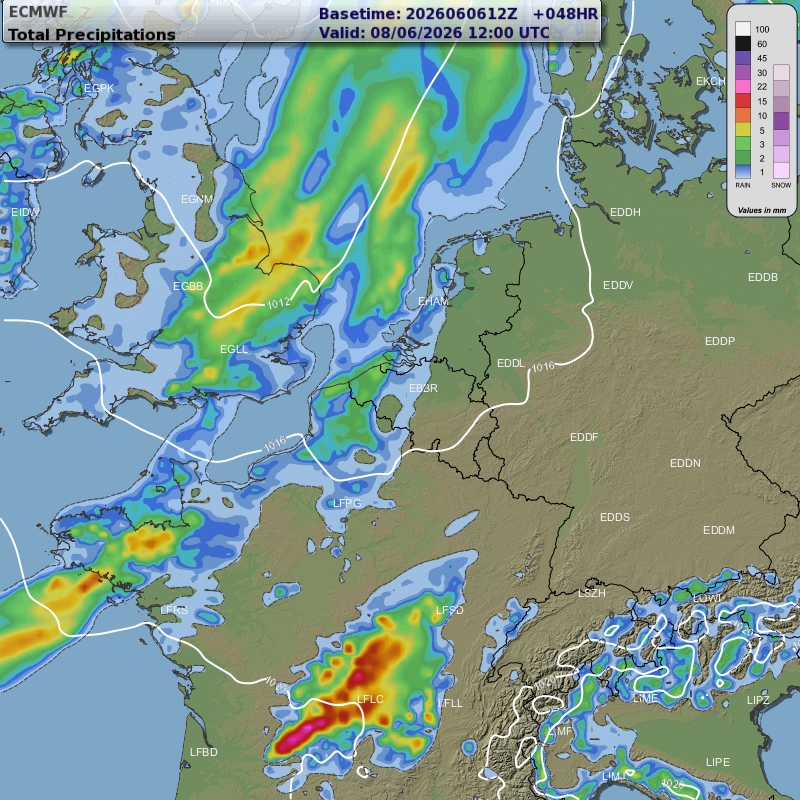 ECMWF
Total Precipitations
Basetime: 2026060612Z +048HR
Valid: 08/06/2026 12:00 UTC
100
60
45
30
22
15
10
5
3
2
1
RAIN SNOW
Values in mm
EGPK
EKCH
EIDW
EGNM
EDDH
EGBB
EDDV
EDDB
EHAM
1012
EGLL
EDDP
EDDL
1016
EBBR
EDDF
1016
EDDN
LFPG
EDDS
EDDM
LFRS
LFSD
LSZH
LOWI
1020
LFLC
LFLL
LIME
LIPZ
LFBD
LIMF
LIPE
1020